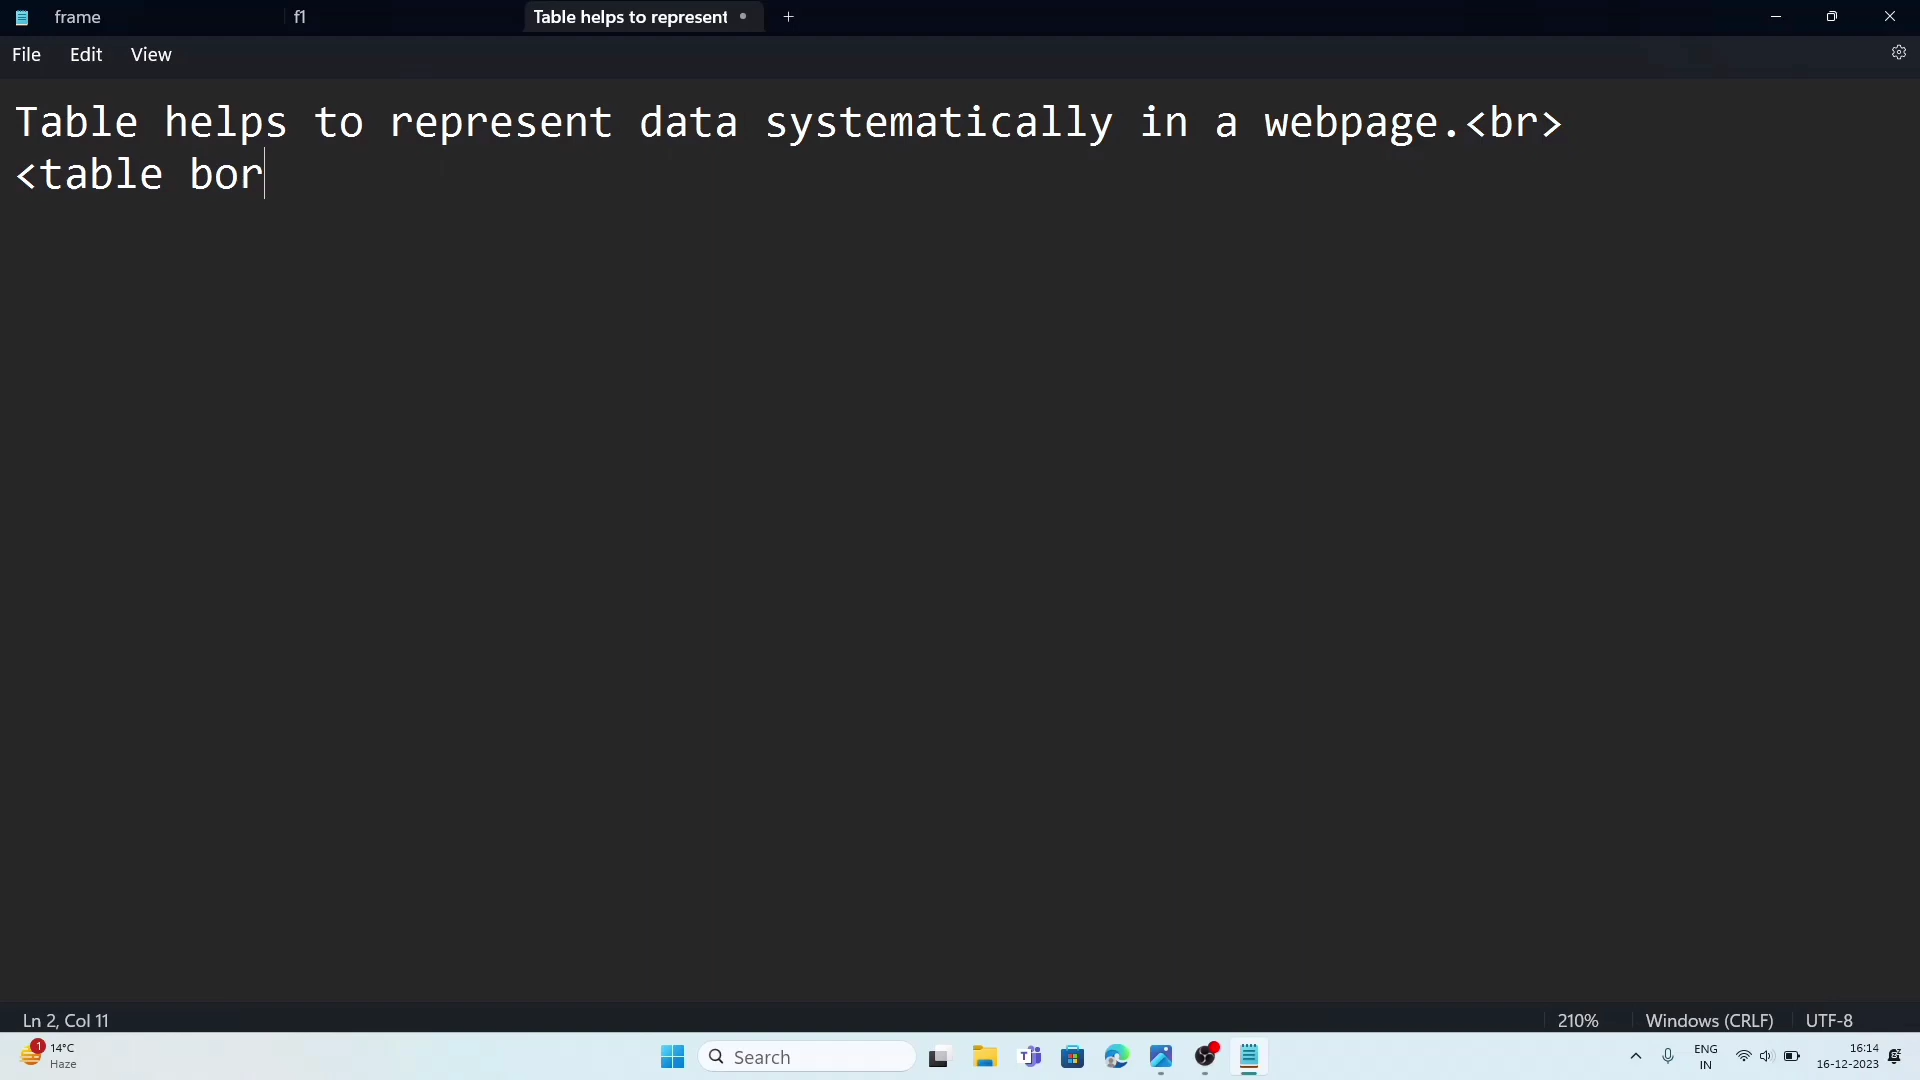 frame
f1
Table helps to represent
File
Edit
View
Table helps to represent data systematically in a webpage.<br>
<table bor
Ln 2, Col 11
210%
Windows (CRLF)
UTF-8
1
14°C
Haze
Search
ENG
IN
16:14
16-12-2023